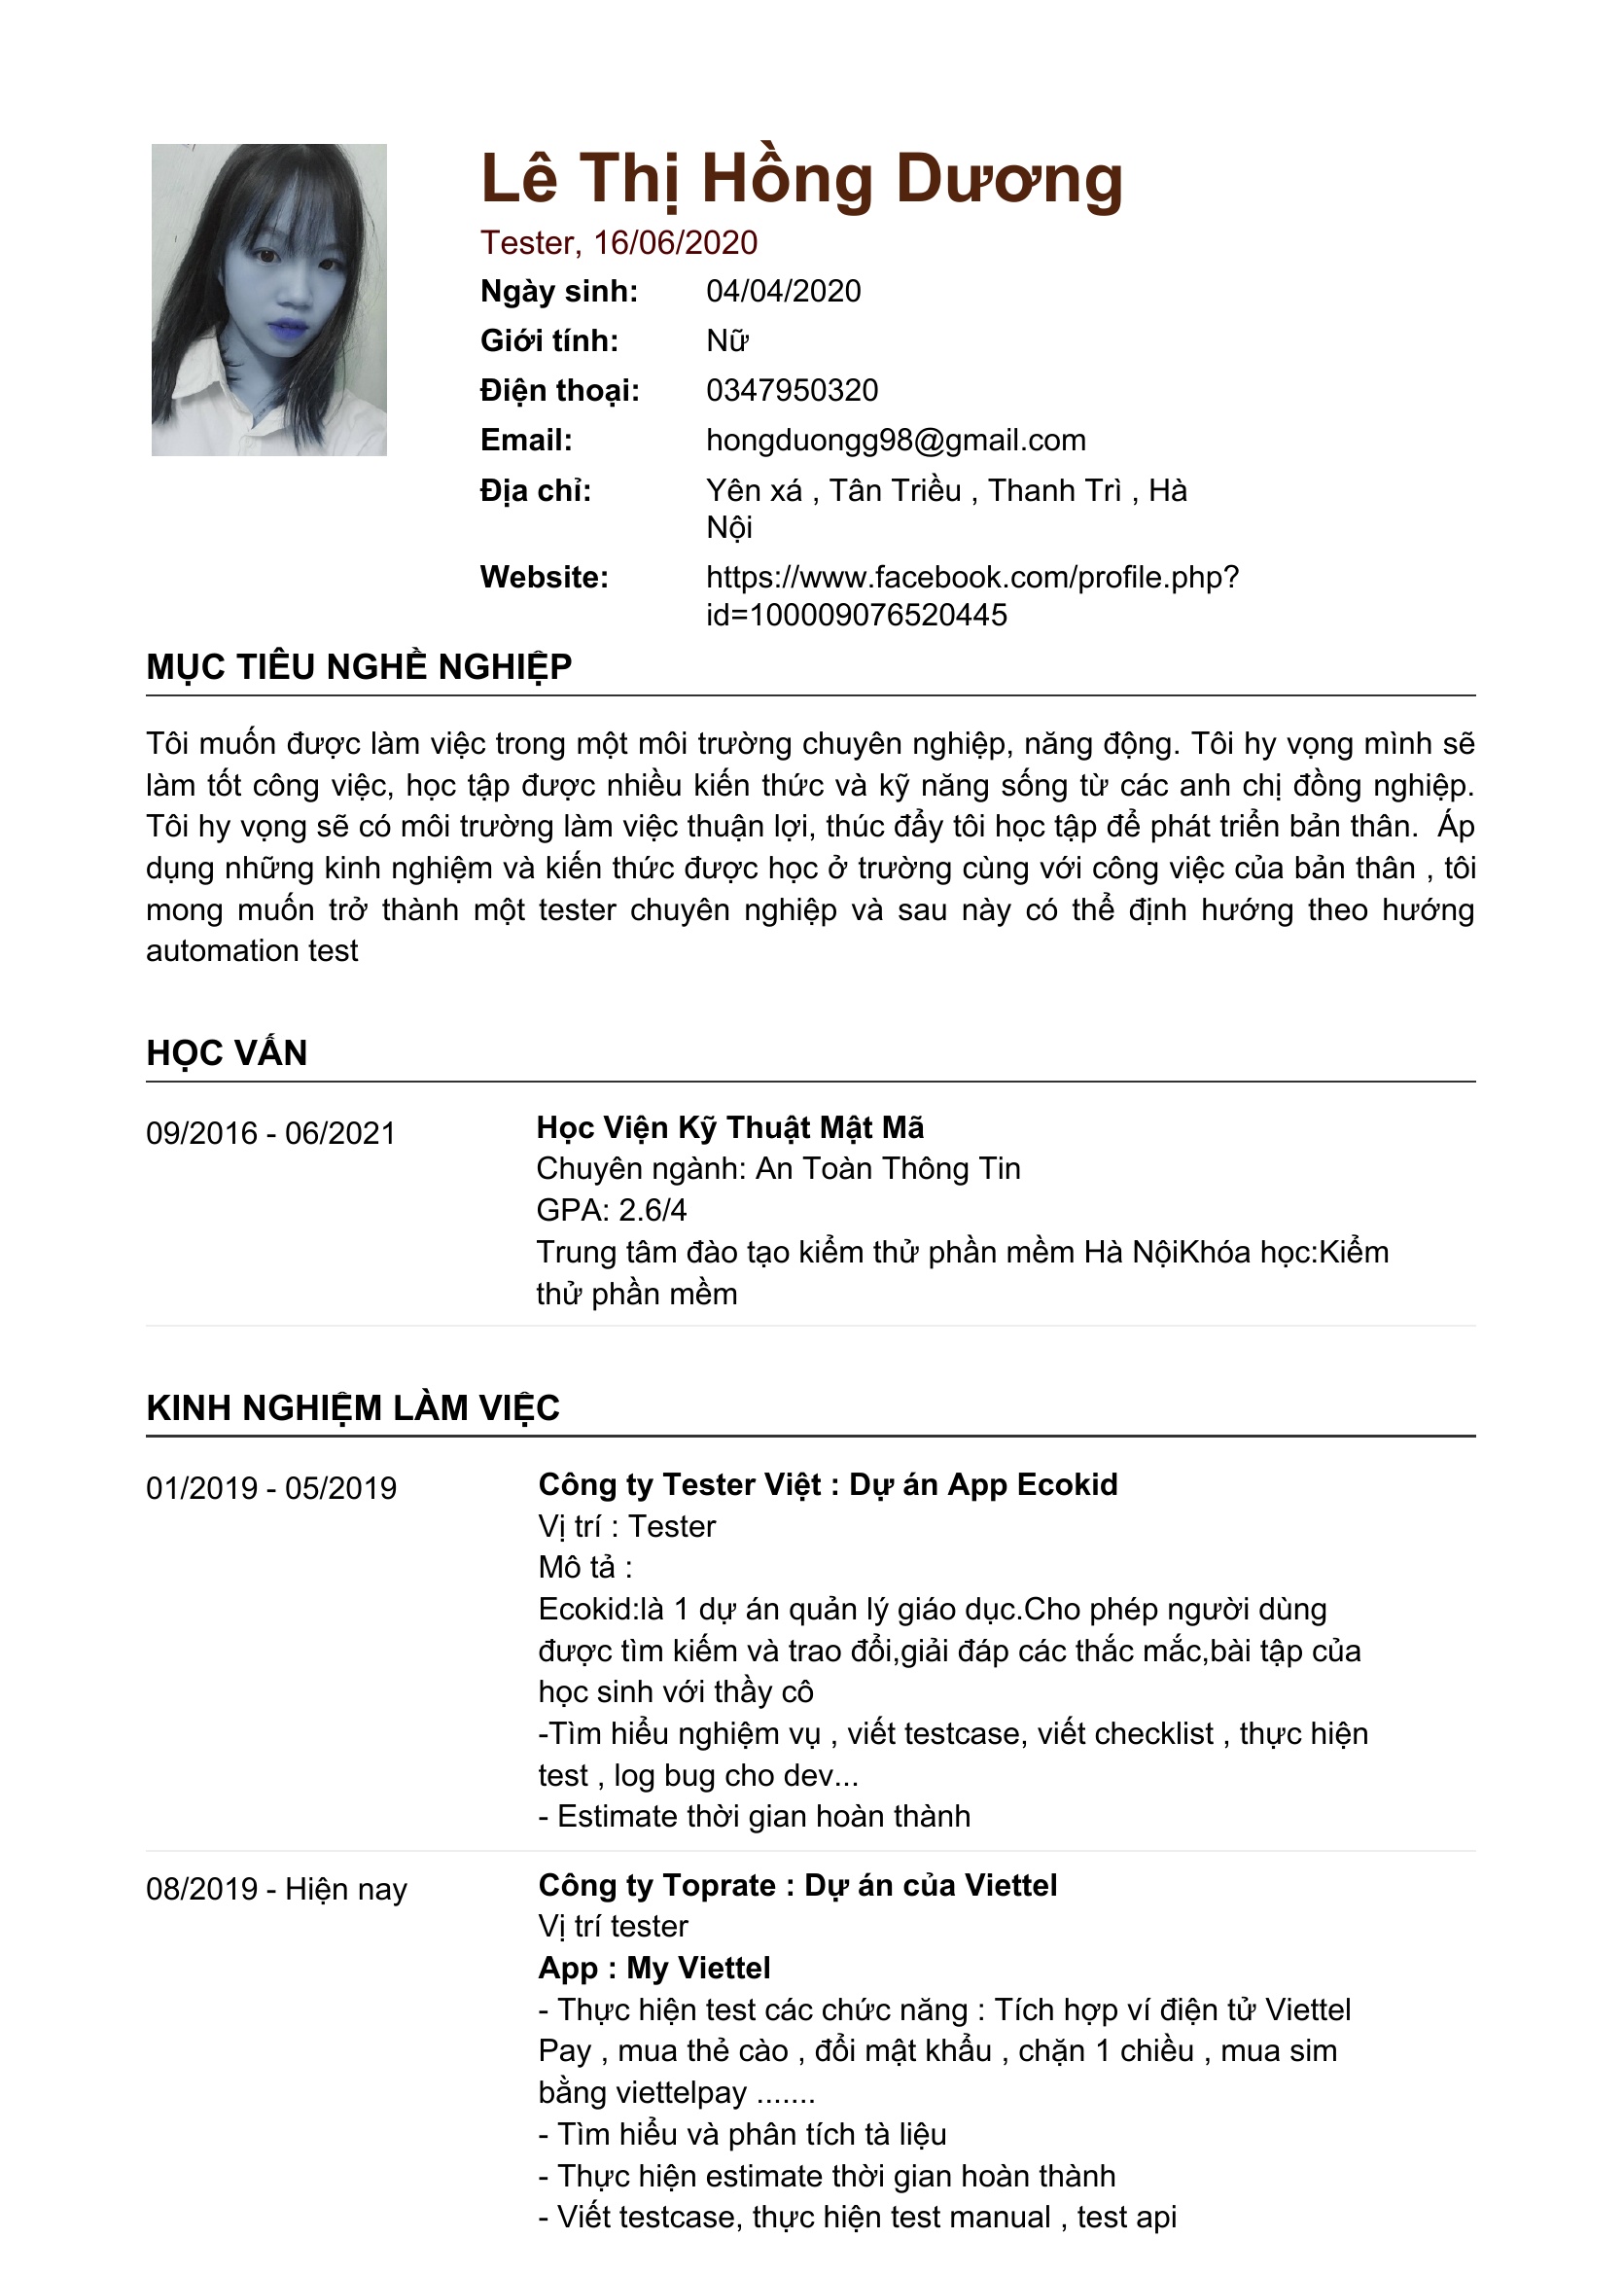 Lê Thị Hồng Dương
Tester, 16/06/2020
Ngày sinh: 04/04/2020
Giới tính: Nữ
Điện thoại: 0347950320
Email: hongduongg98@gmail.com
Địa chỉ: Yên xá , Tân Triều , Thanh Trì , Hà
Nội
Website: https://www.facebook.com/profile.php?
id=100009076520445
MỤC TIÊU NGHỀ NGHIỆP
Tôi muốn được làm việc trong một môi trường chuyên nghiệp, năng động. Tôi hy vọng mình sẽ
làm tốt công việc, học tập được nhiều kiến thức và kỹ năng sống từ các anh chị đồng nghiệp.
Tôi hy vọng sẽ có môi trường làm việc thuận lợi, thúc đẩy tôi học tập để phát triển bản thân. Áp
dụng những kinh nghiệm và kiến thức được học ở trường cùng với công việc của bản thân , tôi
mong muốn trở thành một tester chuyên nghiệp và sau này có thể định hướng theo hướng
automation test
HỌC VẤN
09/2016 - 06/2021
Học Viện Kỹ Thuật Mật Mã
Chuyên ngành: An Toàn Thông Tin
GPA: 2.6/4
Trung tâm đào tạo kiểm thử phần mềm Hà NộiKhóa học:Kiểm
thử phần mềm
KINH NGHIỆM LÀM VIỆC
01/2019 - 05/2019
Công ty Tester Việt : Dự án App Ecokid
Vị trí : Tester
Mô tả :
Ecokid:là 1 dự án quản lý giáo dục.Cho phép người dùng
được tìm kiếm và trao đổi,giải đáp các thắc mắc,bài tập của
học sinh với thầy cô
-Tìm hiểu nghiệm vụ , viết testcase, viết checklist , thực hiện
test , log bug cho dev...
- Estimate thời gian hoàn thành
08/2019 - Hiện nay
Công ty Toprate : Dự án của Viettel
Vị trí tester
App : My Viettel
- Thực hiện test các chức năng : Tích hợp ví điện tử Viettel
Pay , mua thẻ cào , đổi mật khẩu , chặn 1 chiều , mua sim
bằng viettelpay .......
- Tìm hiểu và phân tích tà liệu
- Thực hiện estimate thời gian hoàn thành
- Viết testcase, thực hiện test manual , test api